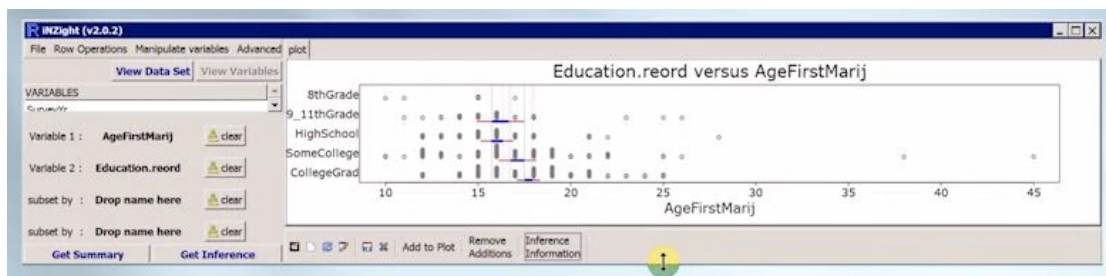 iNZight (v2.0.2)
File Row Operations Manipulate variables Advanced plot
View Data Set View Variables
VARIABLES
SurveyYr
Variable 1 : AgeFirstMarij clear
Variable 2 : Education.reord clear
subset by : Drop name here clear
subset by : Drop name here clear
Get Summary Get Inference
Education.reord versus AgeFirstMarij
8thGrade
9_11thGrade
HighSchool
SomeCollege
CollegeGrad
10 15 20 25 30 35 40 45
AgeFirstMarij
Add to Plot
Remove Additions
Inference Information